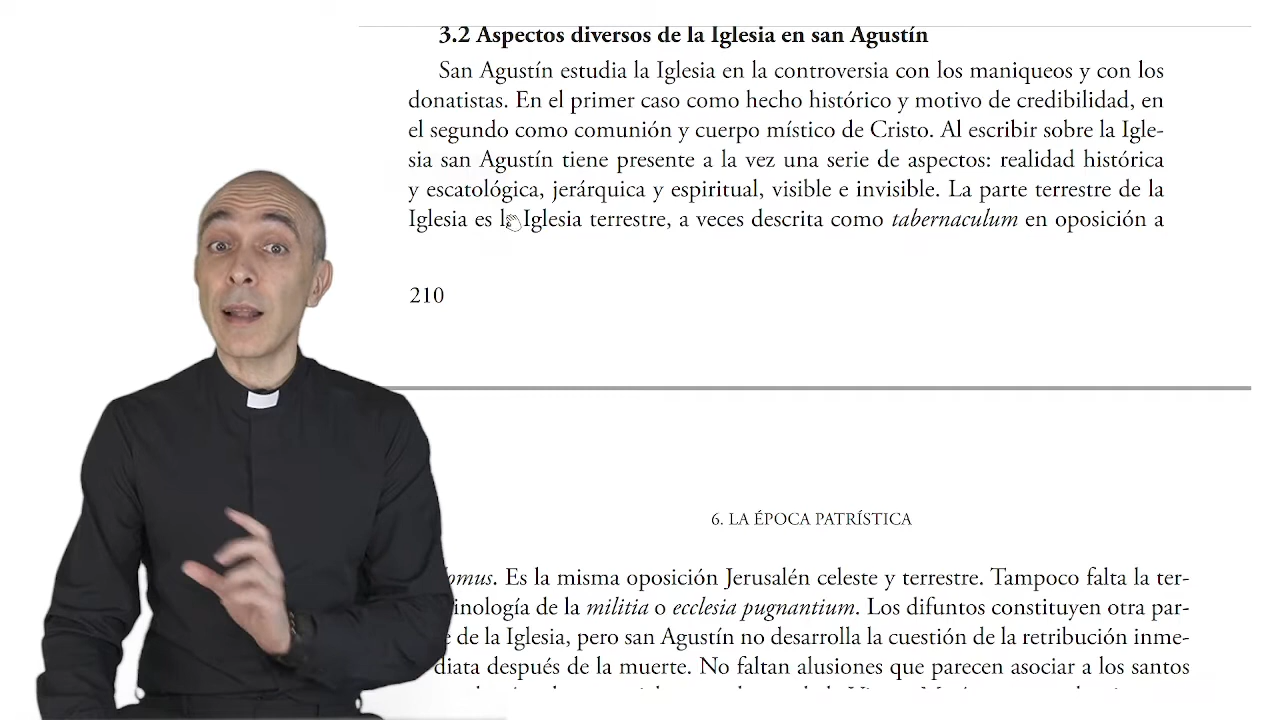 3.2 Aspectos diversos de la Iglesia en san Agustín
San Agustín estudia la Iglesia en la controversia con los maniqueos y con los
donatistas. En el primer caso como hecho histórico y motivo de credibilidad, en
el segundo como comunión y cuerpo místico de Cristo. Al escribir sobre la Igle-
sia san Agustín tiene presente a la vez una serie de aspectos: realidad histórica
y escatológica, jerárquica y espiritual, visible e invisible. La parte terrestre de la
Iglesia es la Iglesia terrestre, a veces descrita como tabernaculum en oposición a
210
6. LA ÉPOCA PATRÍSTICA
omus. Es la misma oposición Jerusalén celeste y terrestre. Tampoco falta la ter-
inología de la militia o ecclesia pugnantium. Los difuntos constituyen otra par-
e de la Iglesia, pero san Agustín no desarrolla la cuestión de la retribución inme-
diata después de la muerte. No faltan alusiones que parecen asociar a los santos